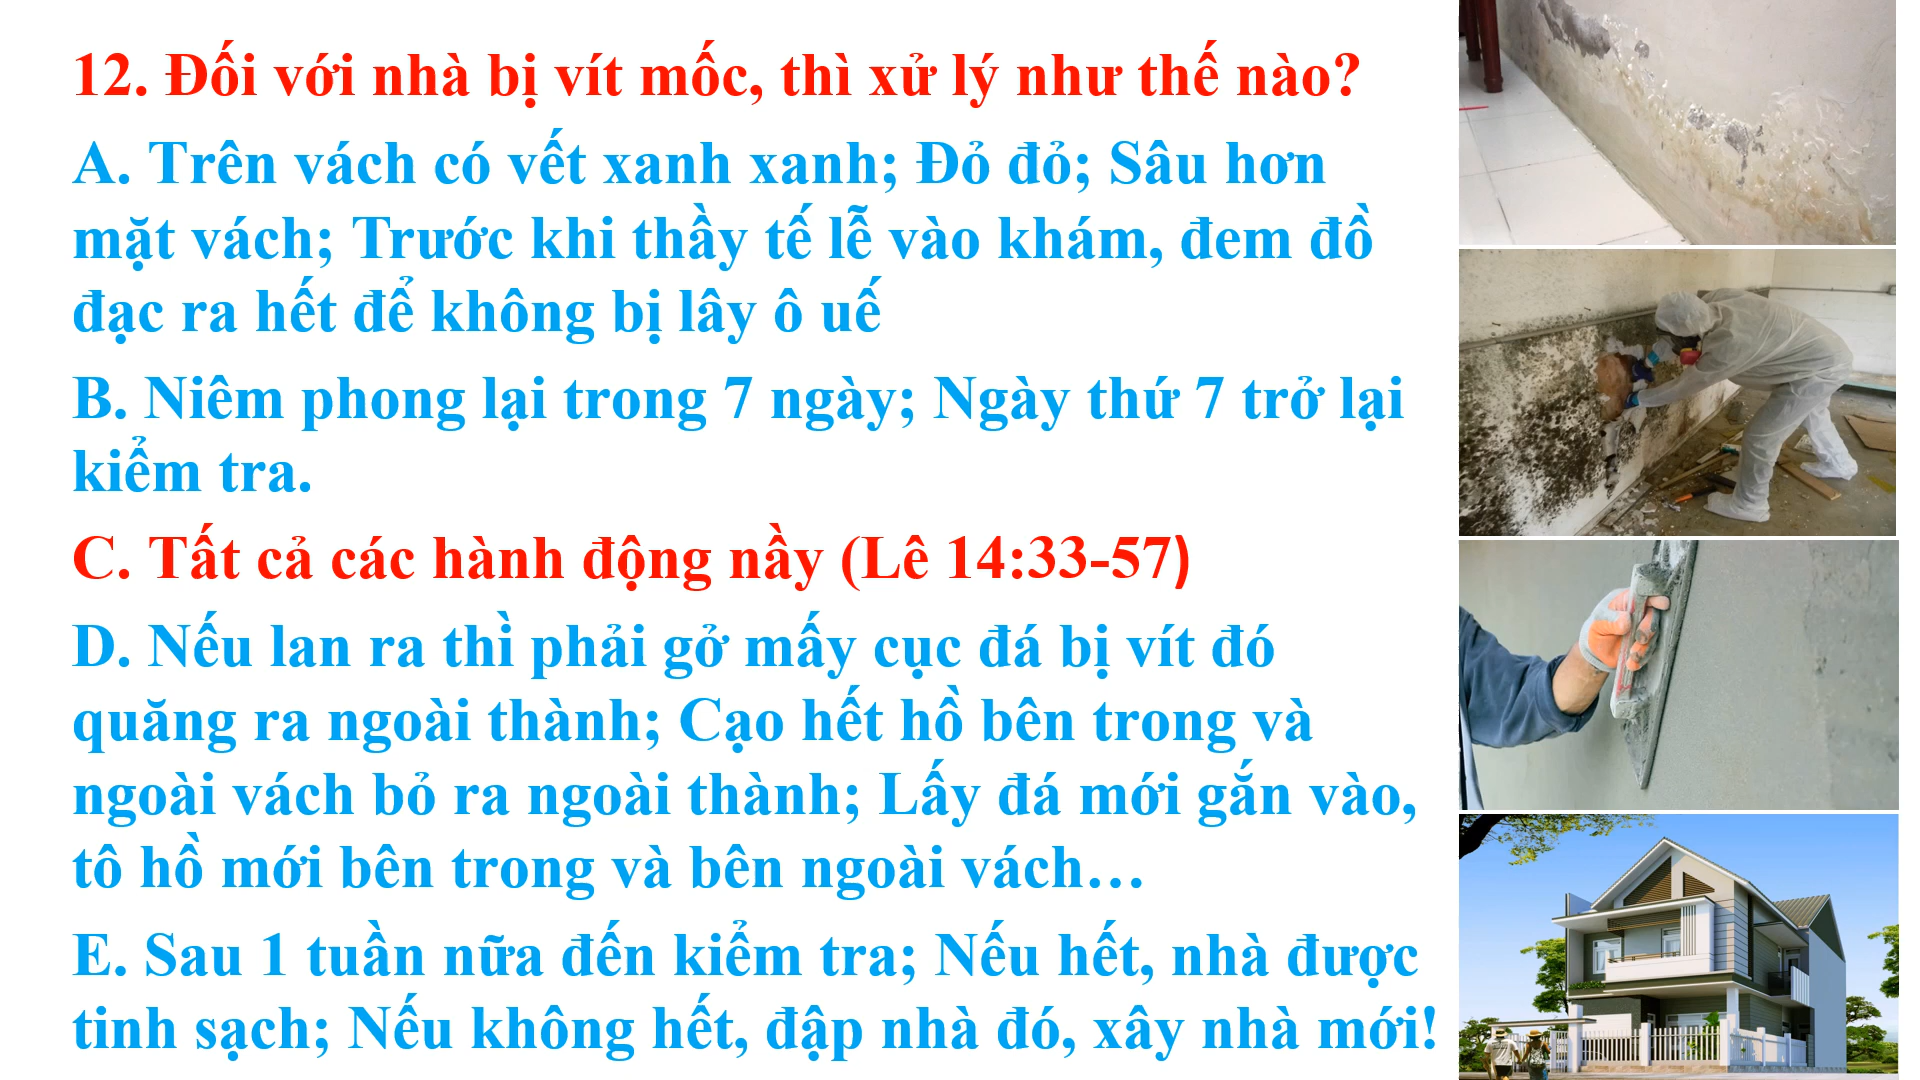 12. Đối với nhà bị vít mốc, thì xử lý như thế nào?
A. Trên vách có vết xanh xanh; Đỏ đỏ; Sâu hơn
mặt vách; Trước khi thầy tế lễ vào khám, đem đồ
đạc ra hết để không bị lây ô uế
B. Niêm phong lại trong 7 ngày; Ngày thứ 7 trở lại
kiểm tra.
C. Tất cả các hành động nầy (Lê 14:33-57)
D. Nếu lan ra thì phải gở mấy cục đá bị vít đó
quăng ra ngoài thành; Cạo hết hồ bên trong và
ngoài vách bỏ ra ngoài thành; Lấy đá mới gắn vào,
tô hồ mới bên trong và bên ngoài vách…
E. Sau 1 tuần nữa đến kiểm tra; Nếu hết, nhà được
tinh sạch; Nếu không hết, đập nhà đó, xây nhà mới!